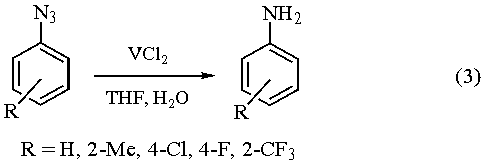 N₃
NH₂
VCl₂
THF, H₂O
R
R
(3)
R = H, 2-Me, 4-Cl, 4-F, 2-CF₃